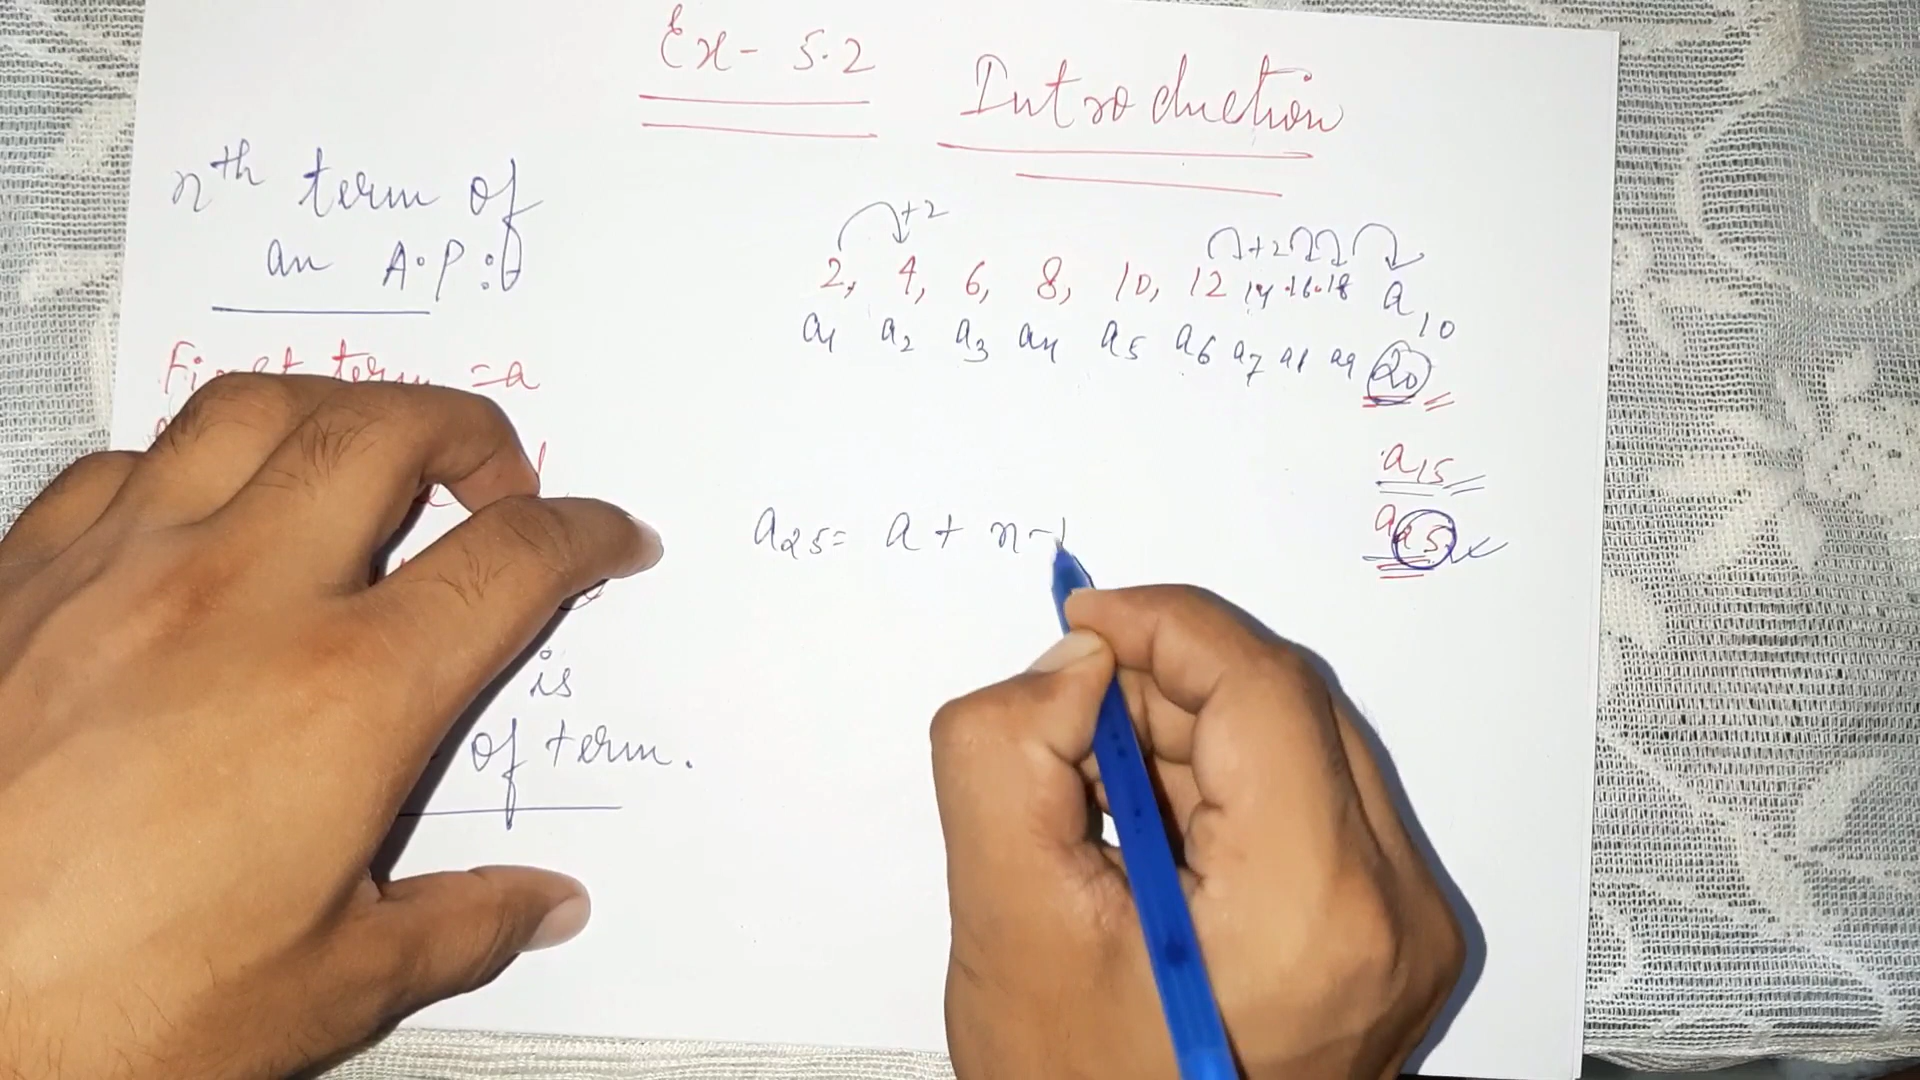 Ex- 5.2
Introduction
nth term of
an A.P:
First term = a
is
of term.
+2 +2
2, 4, 6, 8, 10, 12 14 . 16 . 18 a10
a1 a2 a3 a4 a5 a6 a7 a8 a9 20
a15
a25
a25 = a + n-1